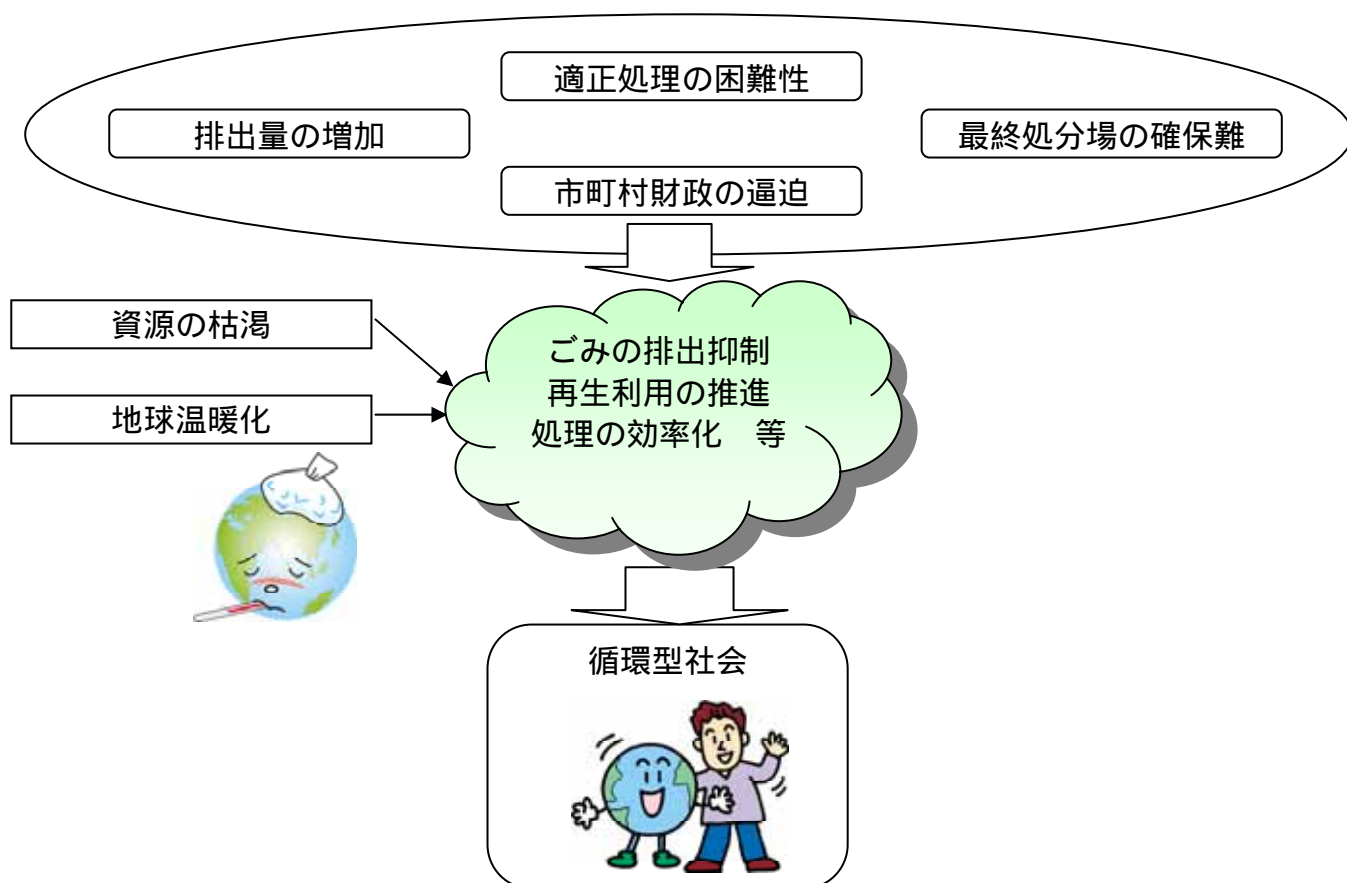 適正処理の困難性
排出量の増加
最終処分場の確保難
市町村財政の逼迫
資源の枯渇
地球温暖化
ごみの排出抑制
再生利用の推進
処理の効率化　等
循環型社会